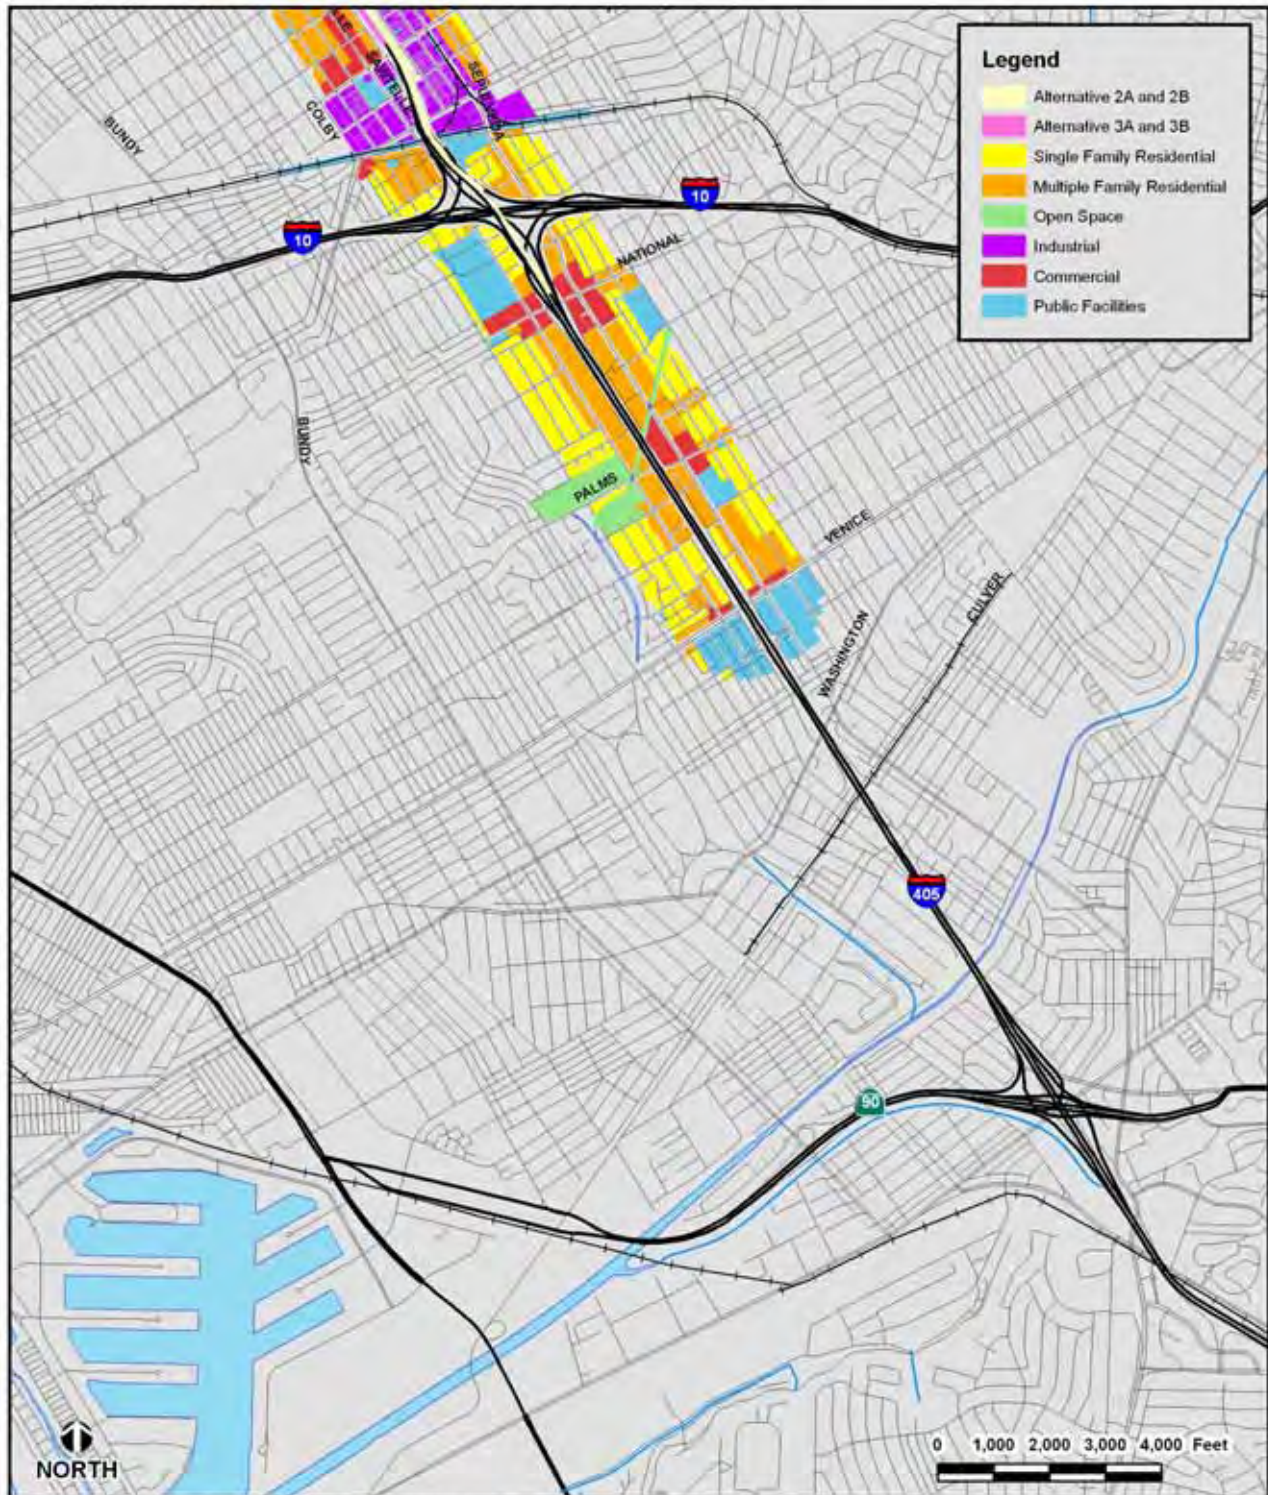 Legend
Alternative 2A and 2B
Alternative 3A and 3B
Single Family Residential
Multiple Family Residential
Open Space
Industrial
Commercial
Public Facilities
SAWTELLE
SEPULVEDA
COLBY
BUNDY
10
10
NATIONAL
BUNDY
PALMS
VENICE
CULVER
WASHINGTON
405
90
NORTH
0 1,000 2,000 3,000 4,000 Feet